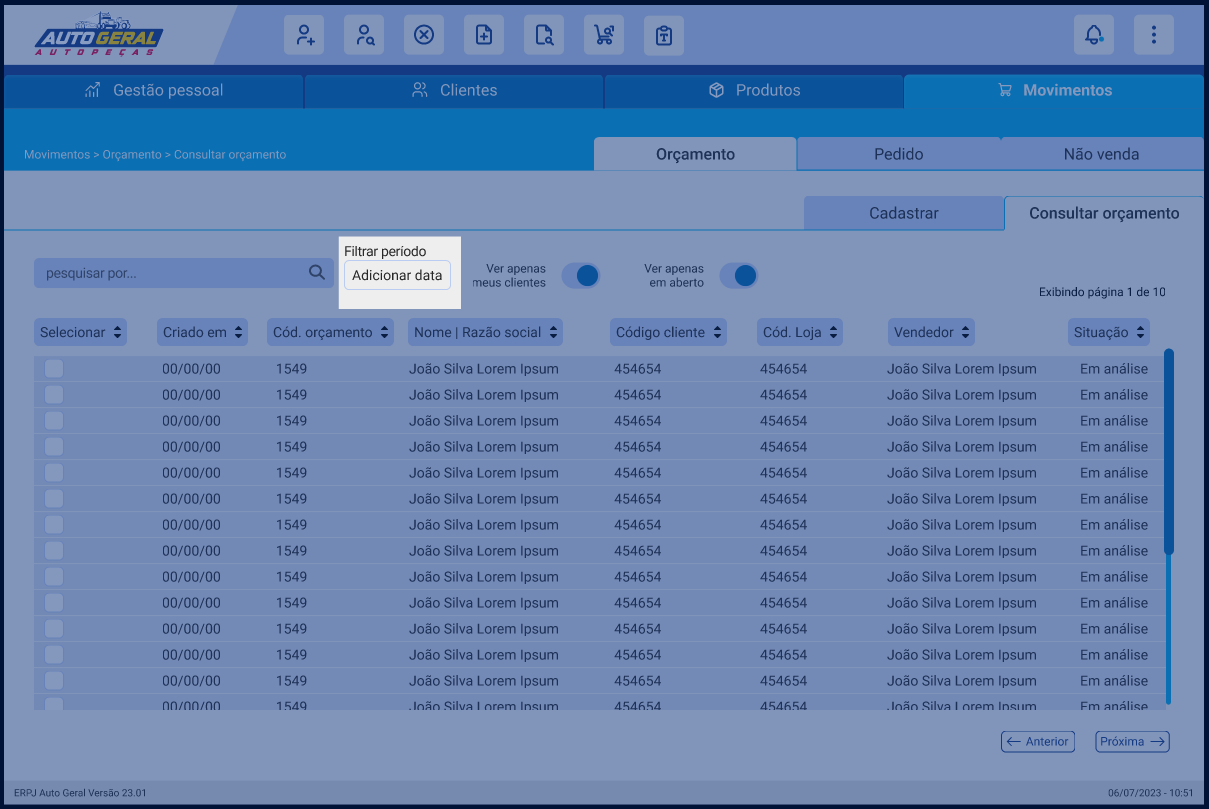 AUTO GERAL
AUTOPEÇAS
Gestão pessoal
Clientes
Produtos
Movimentos
Movimentos > Orçamento > Consultar orçamento
Orçamento
Pedido
Não venda
Cadastrar
Consultar orçamento
pesquisar por...
Filtrar período
Adicionar data
Ver apenas
meus clientes
Ver apenas
em aberto
Exibindo página 1 de 10
Selecionar Criado em Cód. orçamento Nome | Razão social Código cliente Cód. Loja Vendedor Situação
00/00/00 1549 João Silva Lorem Ipsum 454654 454654 João Silva Lorem Ipsum Em análise
00/00/00 1549 João Silva Lorem Ipsum 454654 454654 João Silva Lorem Ipsum Em análise
00/00/00 1549 João Silva Lorem Ipsum 454654 454654 João Silva Lorem Ipsum Em análise
00/00/00 1549 João Silva Lorem Ipsum 454654 454654 João Silva Lorem Ipsum Em análise
00/00/00 1549 João Silva Lorem Ipsum 454654 454654 João Silva Lorem Ipsum Em análise
00/00/00 1549 João Silva Lorem Ipsum 454654 454654 João Silva Lorem Ipsum Em análise
00/00/00 1549 João Silva Lorem Ipsum 454654 454654 João Silva Lorem Ipsum Em análise
00/00/00 1549 João Silva Lorem Ipsum 454654 454654 João Silva Lorem Ipsum Em análise
00/00/00 1549 João Silva Lorem Ipsum 454654 454654 João Silva Lorem Ipsum Em análise
00/00/00 1549 João Silva Lorem Ipsum 454654 454654 João Silva Lorem Ipsum Em análise
00/00/00 1549 João Silva Lorem Ipsum 454654 454654 João Silva Lorem Ipsum Em análise
00/00/00 1549 João Silva Lorem Ipsum 454654 454654 João Silva Lorem Ipsum Em análise
00/00/00 1549 João Silva Lorem Ipsum 454654 454654 João Silva Lorem Ipsum Em análise
00/00/00 1549 João Silva Lorem Ipsum 454654 454654 João Silva Lorem Ipsum Em análise
Anterior
Próxima
ERPJ Auto Geral Versão 23.01
06/07/2023 - 10:51